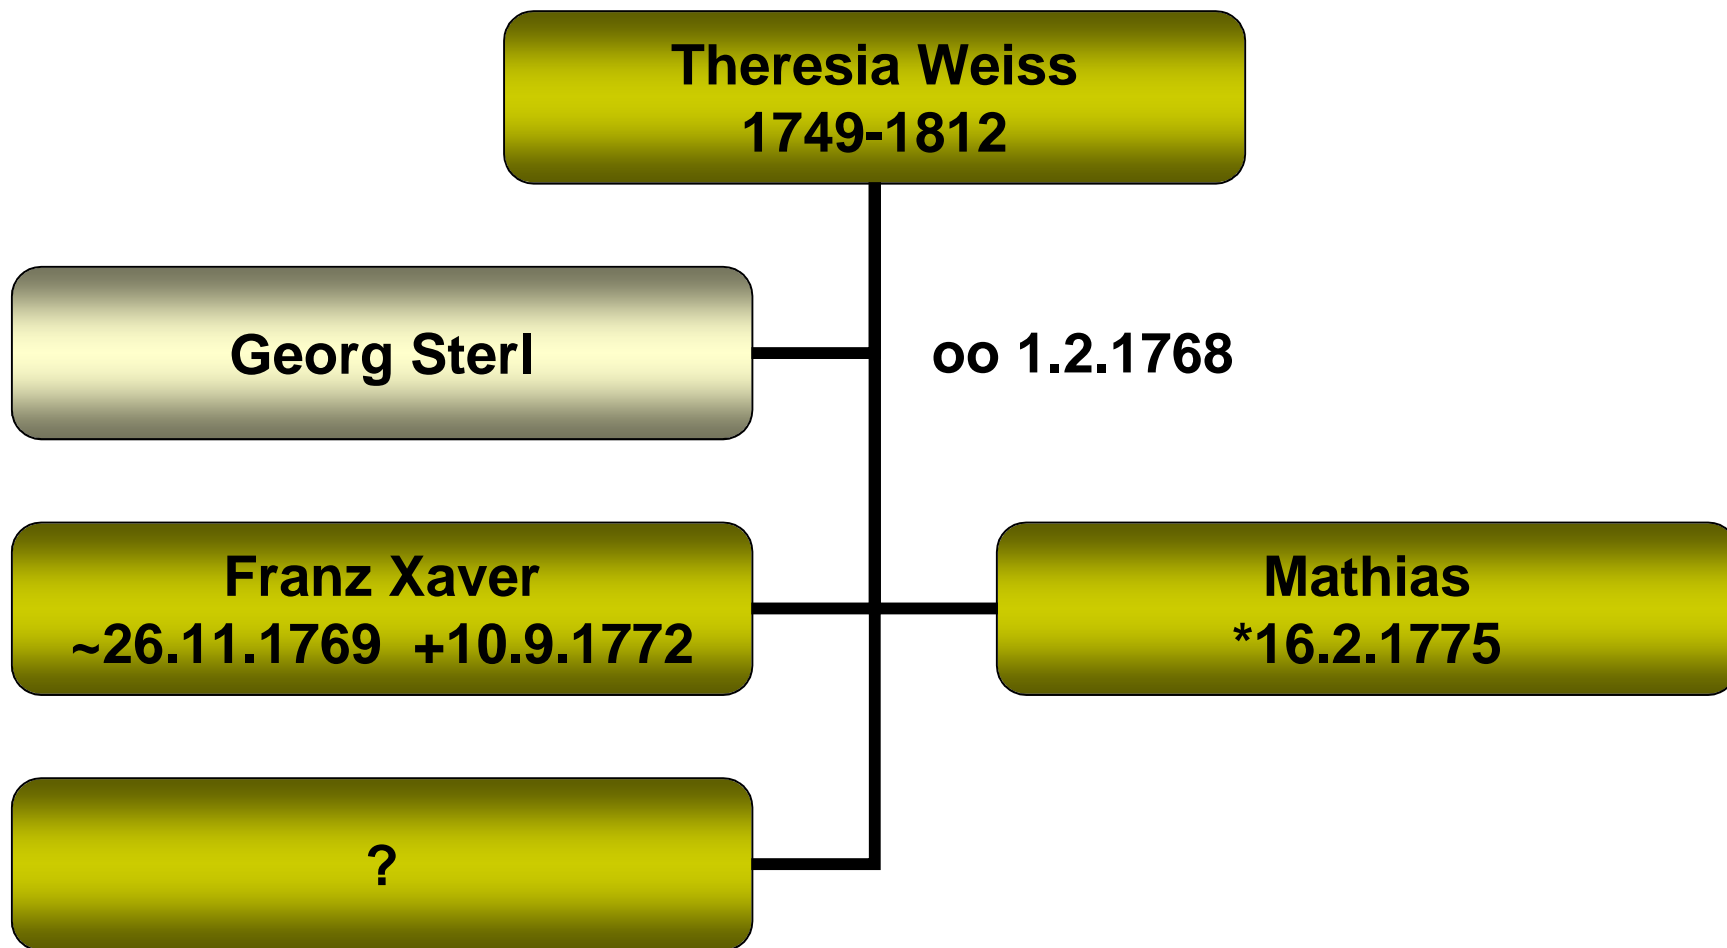 Theresia Weiss
1749-1812
Georg Sterl
oo 1.2.1768
Franz Xaver
~26.11.1769  +10.9.1772
Mathias
*16.2.1775
?